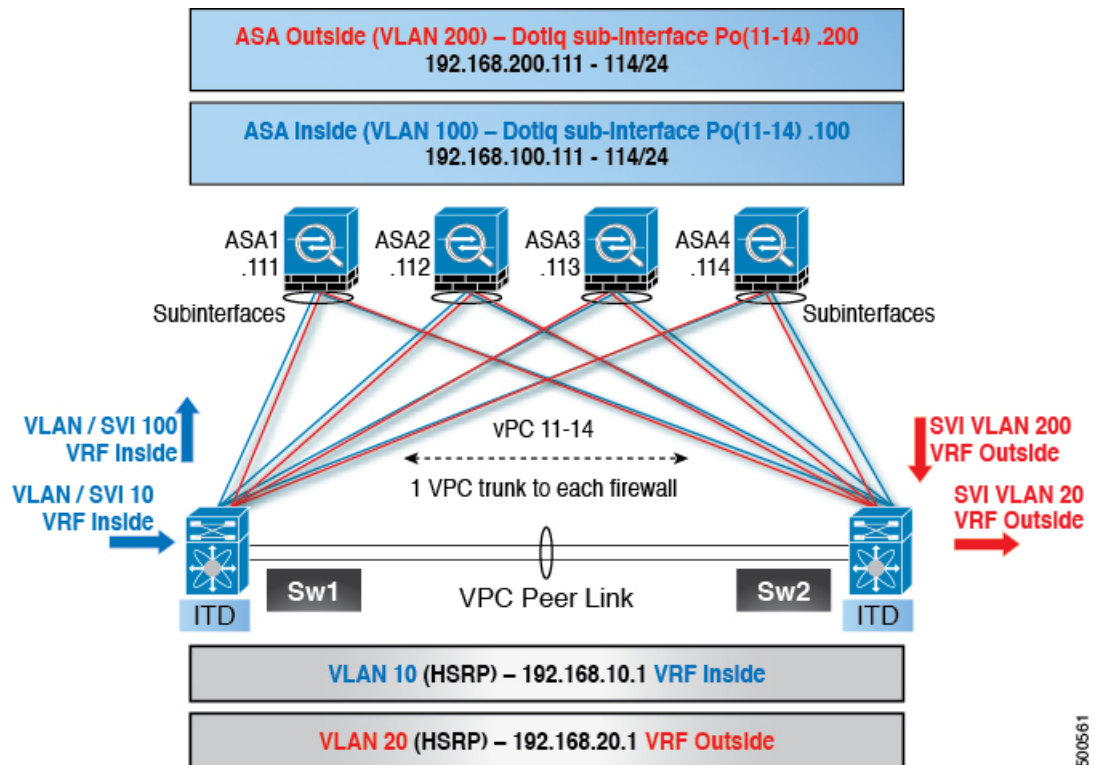 ASA Outside (VLAN 200) – Dotlq sub-interface Po(11-14) .200
192.168.200.111 - 114/24
ASA Inside (VLAN 100) – Dotlq sub-interface Po(11-14) .100
192.168.100.111 - 114/24
ASA1
.111
ASA2
.112
ASA3
.113
ASA4
.114
Subinterfaces
Subinterfaces
VLAN / SVI 100
VRF Inside
vPC 11-14
SVI VLAN 200
VRF Outside
VLAN / SVI 10
VRF Inside
1 VPC trunk to each firewall
SVI VLAN 20
VRF Outside
Sw1
VPC Peer Link
Sw2
ITD
ITD
VLAN 10 (HSRP) – 192.168.10.1 VRF Inside
VLAN 20 (HSRP) – 192.168.20.1 VRF Outside
500561